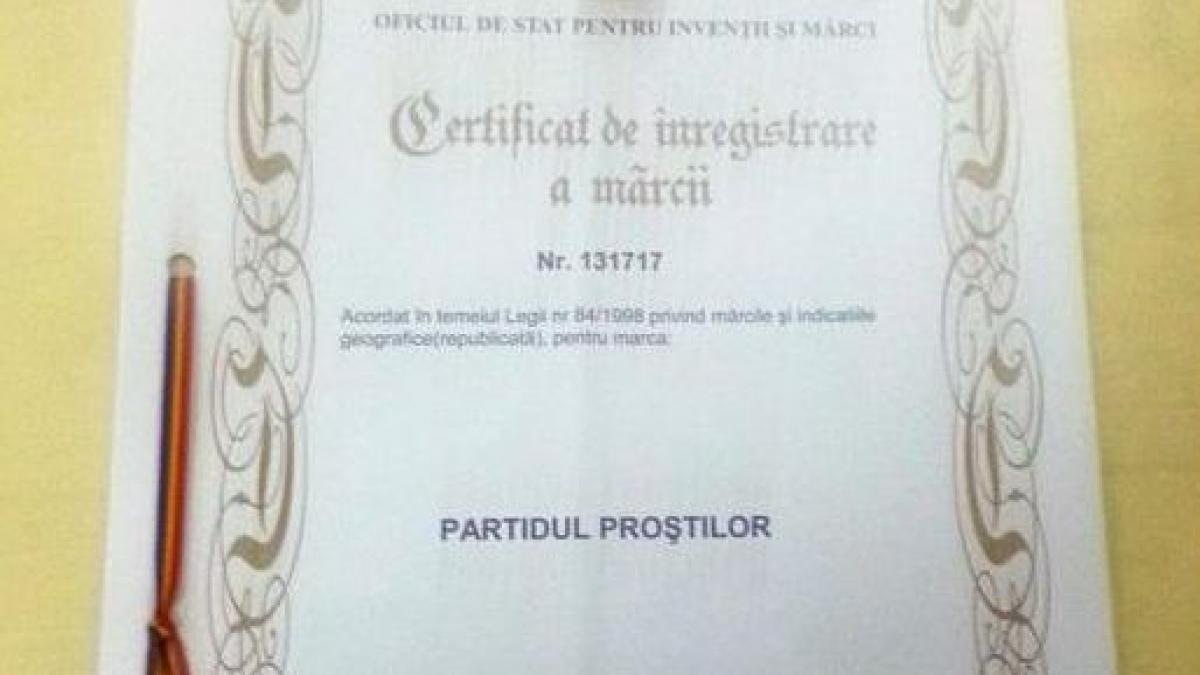 OFICIUL DE STAT PENTRU INVENŢII ŞI MĂRCI
Certificat de înregistrare
a mărcii
Nr. 131717
Acordat în temeiul Legii nr 84/1998 privind mărcile şi indicaţiile
geografice(republicată), pentru marca:
PARTIDUL PROŞTILOR